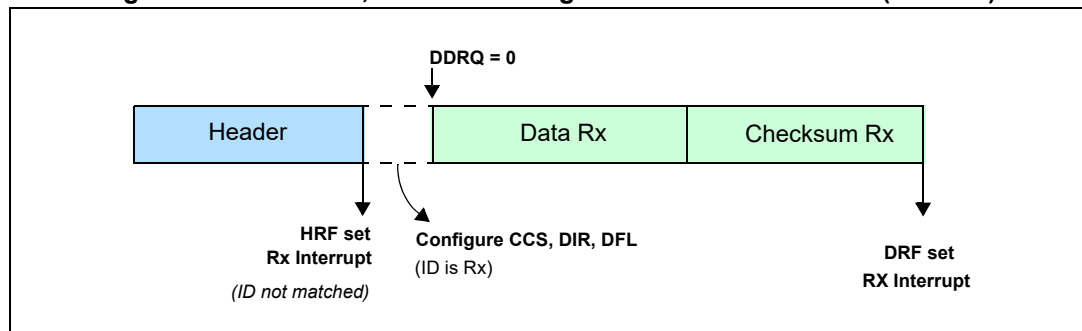 DDRQ = 0
Header
Data Rx
Checksum Rx
HRF set
Rx Interrupt
(ID not matched)
Configure CCS, DIR, DFL
(ID is Rx)
DRF set
RX Interrupt